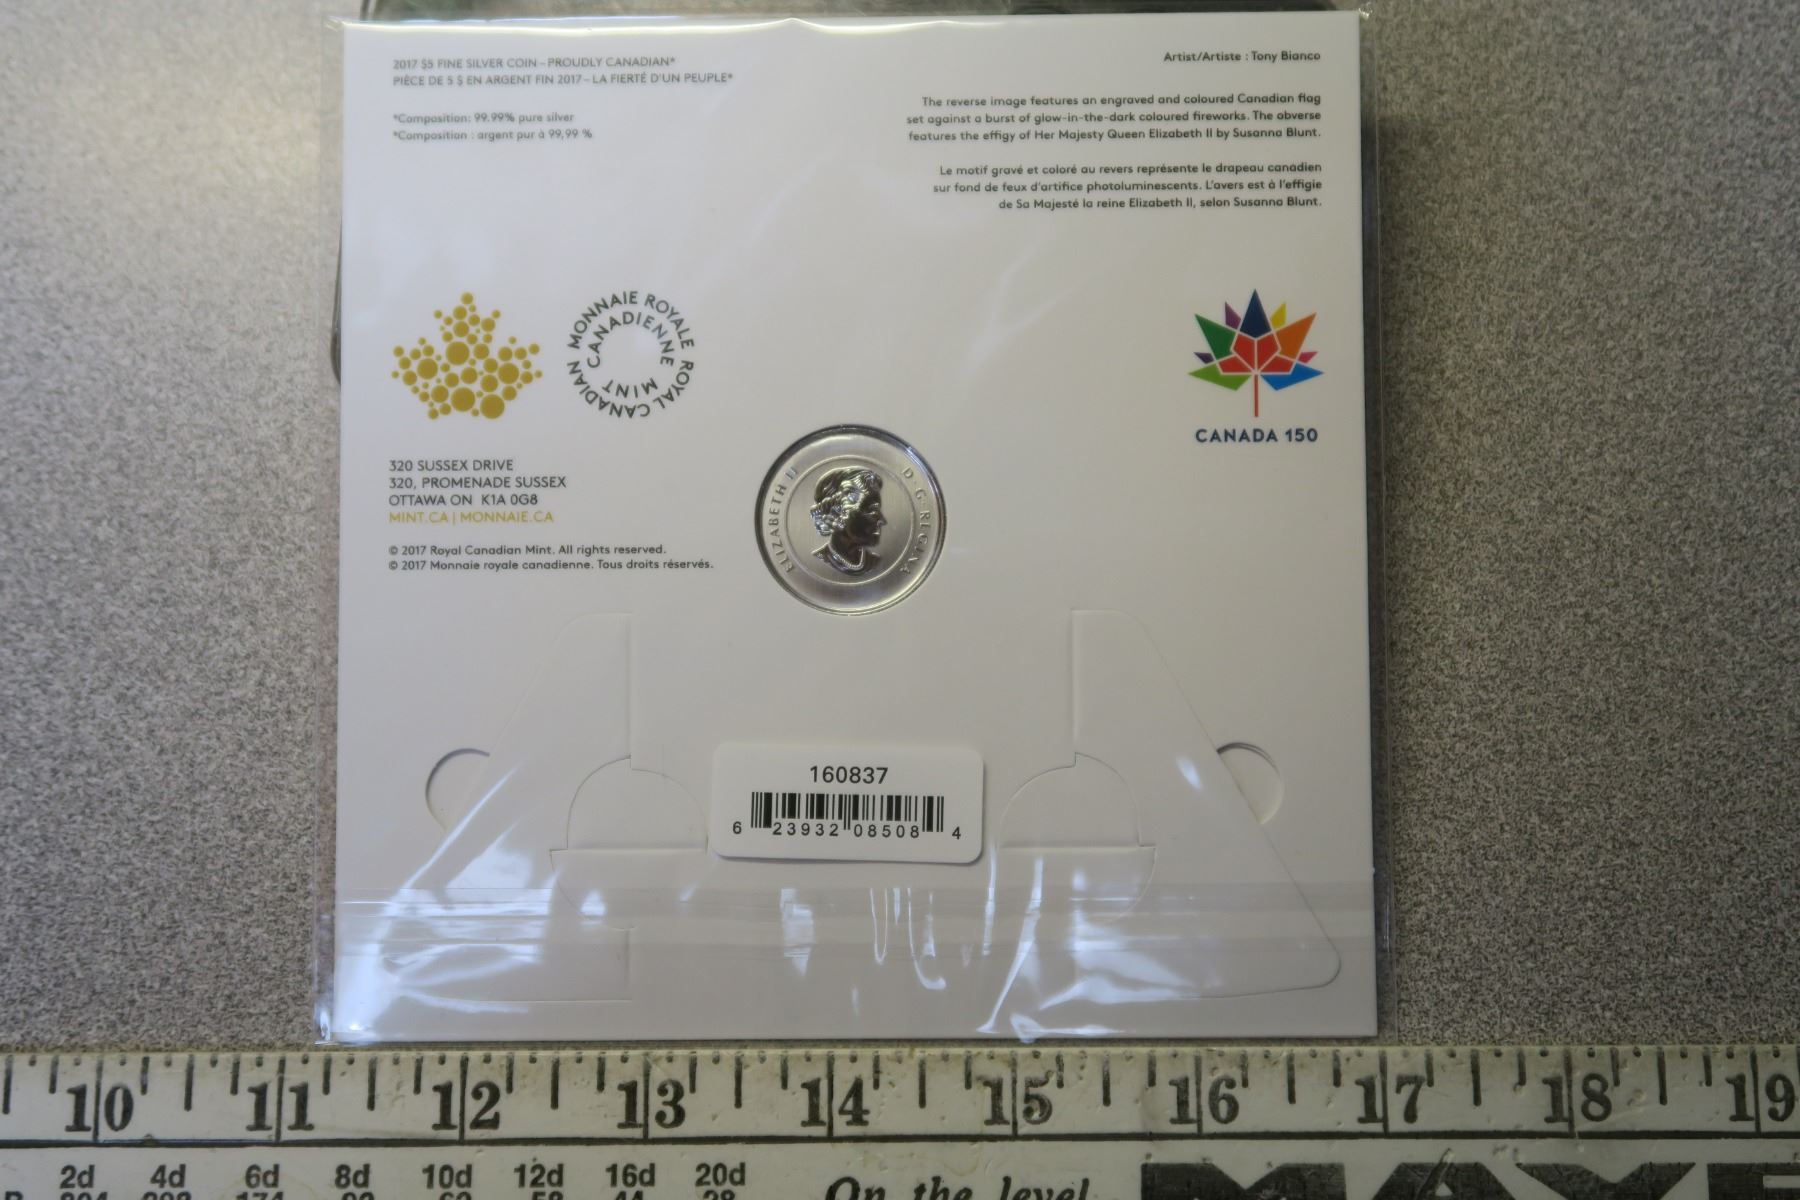 2017 $5 FINE SILVER COIN – PROUDLY CANADIAN*
PIÈCE DE 5 $ EN ARGENT FIN 2017 – LA FIERTÉ D'UN PEUPLE*
*Composition: 99.99% pure silver
*Composition : argent pur à 99,99 %
Artist/Artiste : Tony Bianco
The reverse image features an engraved and coloured Canadian flag
set against a burst of glow-in-the-dark coloured fireworks. The obverse
features the effigy of Her Majesty Queen Elizabeth II by Susanna Blunt.
Le motif gravé et coloré au revers représente le drapeau canadien
sur fond de feux d'artifice photoluminescents. L'avers est à l'effigie
de Sa Majesté la reine Elizabeth II, selon Susanna Blunt.
MONNAIE ROYALE CANADIENNE
ROYAL CANADIAN MINT
CANADA 150
320 SUSSEX DRIVE
320, PROMENADE SUSSEX
OTTAWA ON K1A 0G8
MINT.CA | MONNAIE.CA
© 2017 Royal Canadian Mint. All rights reserved.
© 2017 Monnaie royale canadienne. Tous droits réservés.
ELIZABETH II D·G·REGINA
160837
6 23932 08508 4
10 11 12 13 14 15 16 17 18 19
2d 4d 6d 8d 10d 12d 16d 20d
On the level